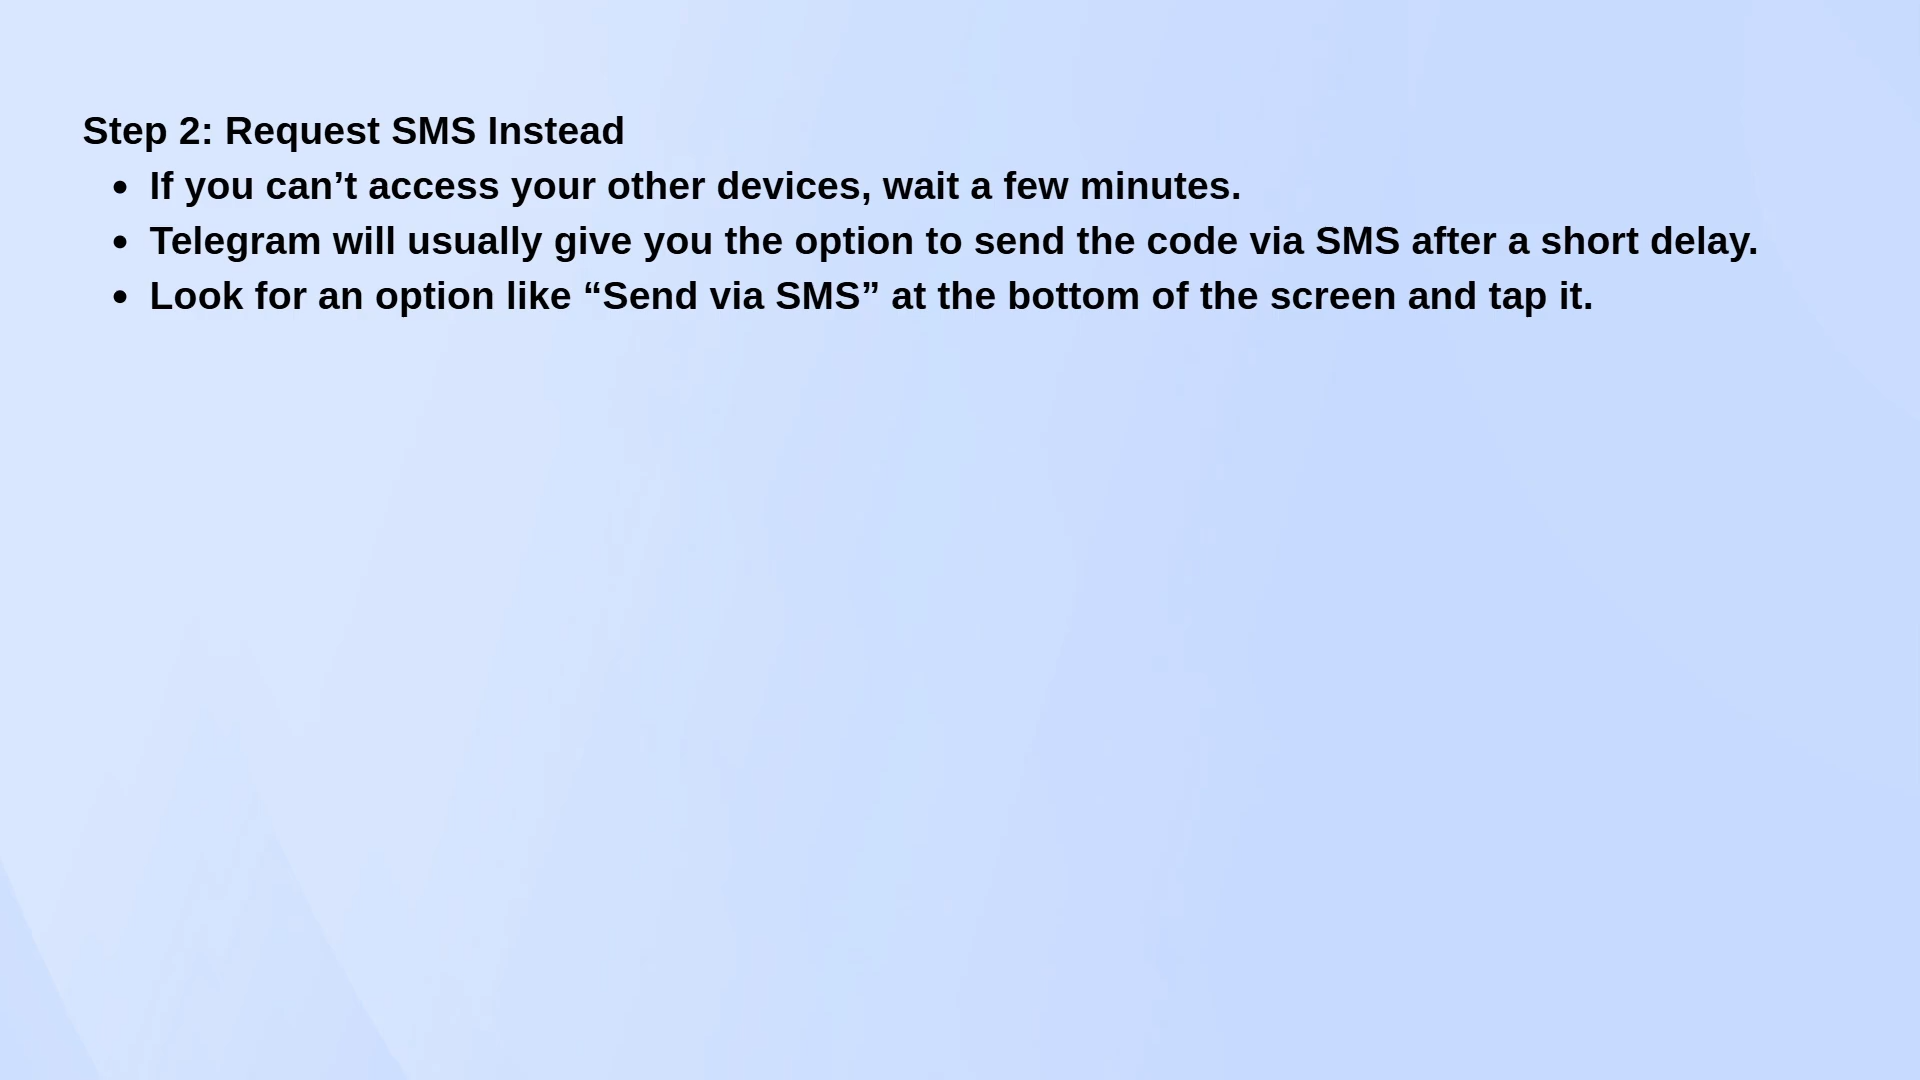 Step 2: Request SMS Instead
• If you can’t access your other devices, wait a few minutes.
• Telegram will usually give you the option to send the code via SMS after a short delay.
• Look for an option like “Send via SMS” at the bottom of the screen and tap it.